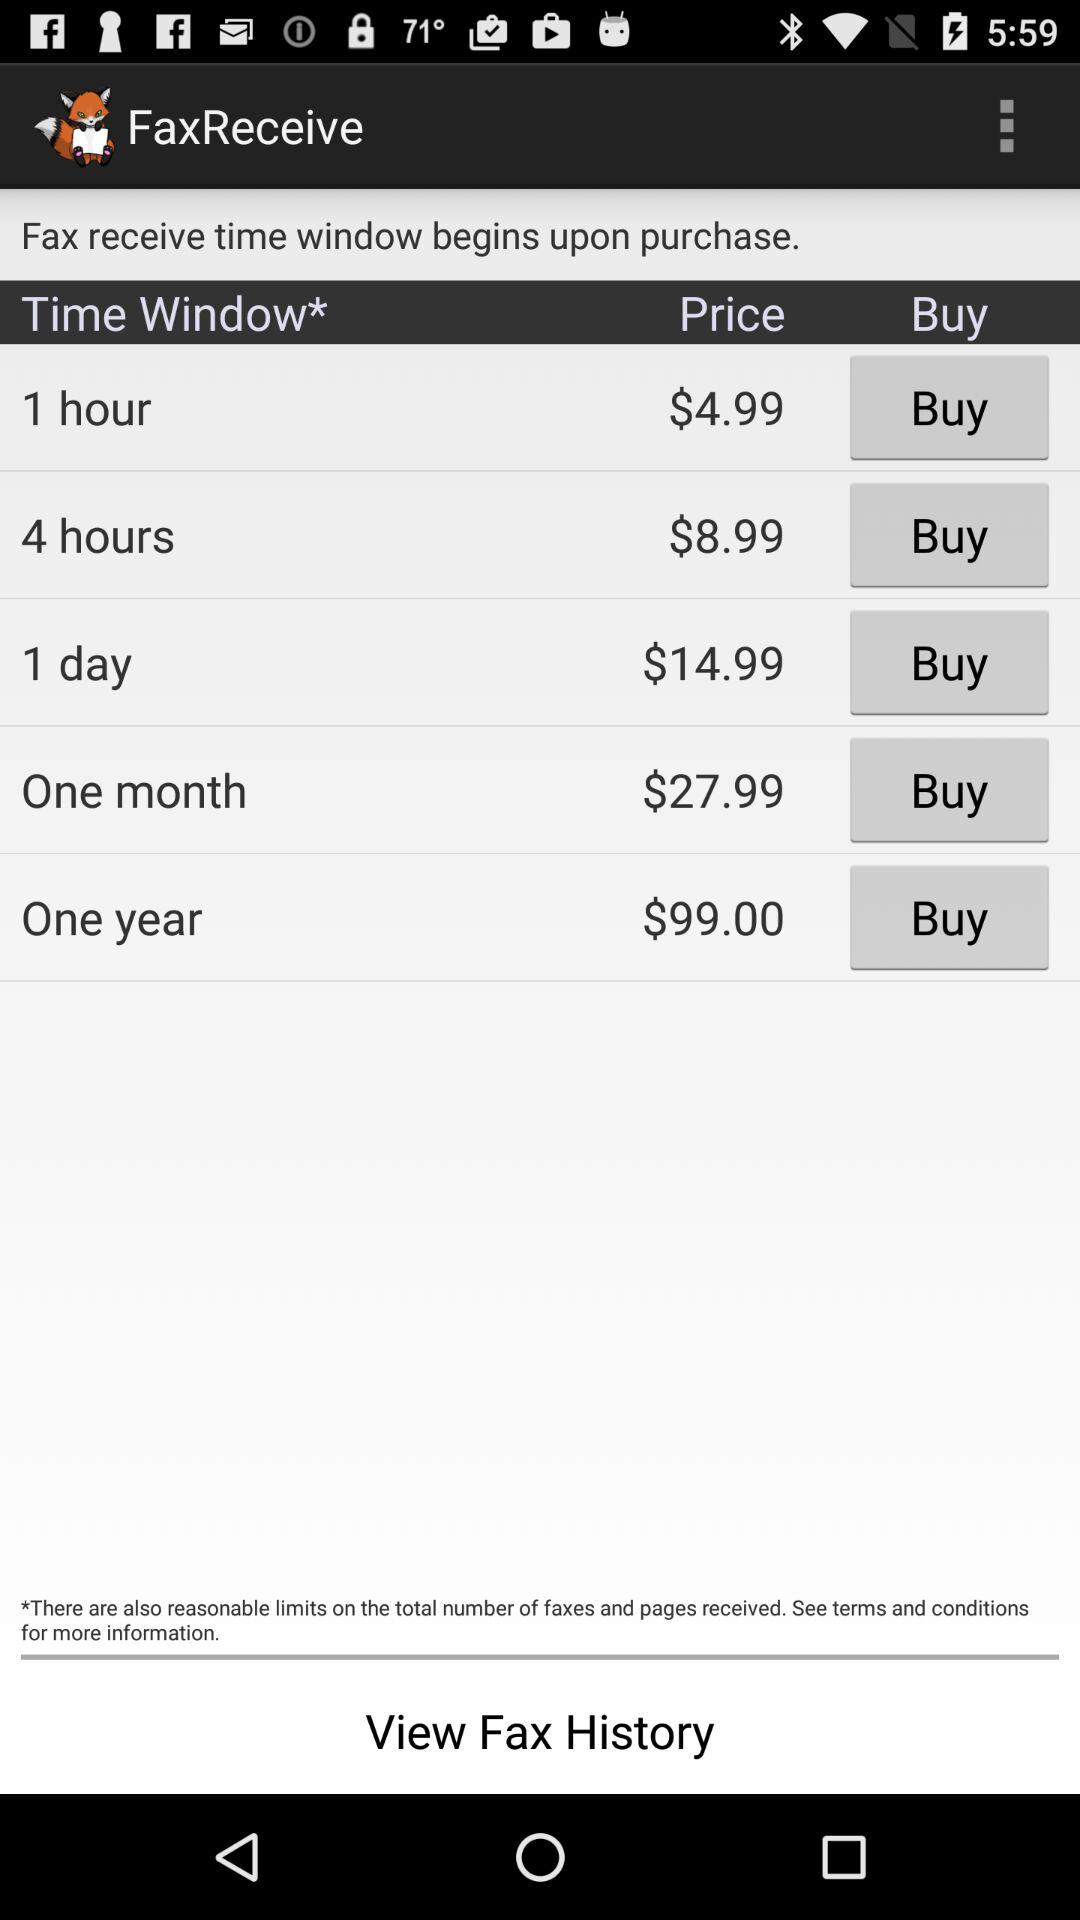 71° 5:59
FaxReceive
Fax receive time window begins upon purchase.
Time Window* Price Buy
1 hour $4.99 Buy
4 hours $8.99 Buy
1 day $14.99 Buy
One month $27.99 Buy
One year $99.00 Buy
*There are also reasonable limits on the total number of faxes and pages received. See terms and conditions
for more information.
View Fax History